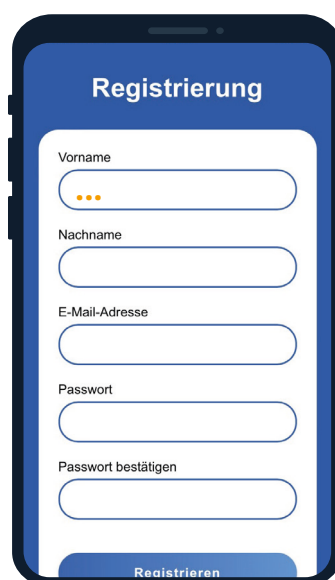 Registrierung
Vorname
...
Nachname
E-Mail-Adresse
Passwort
Passwort bestätigen
Registrieren